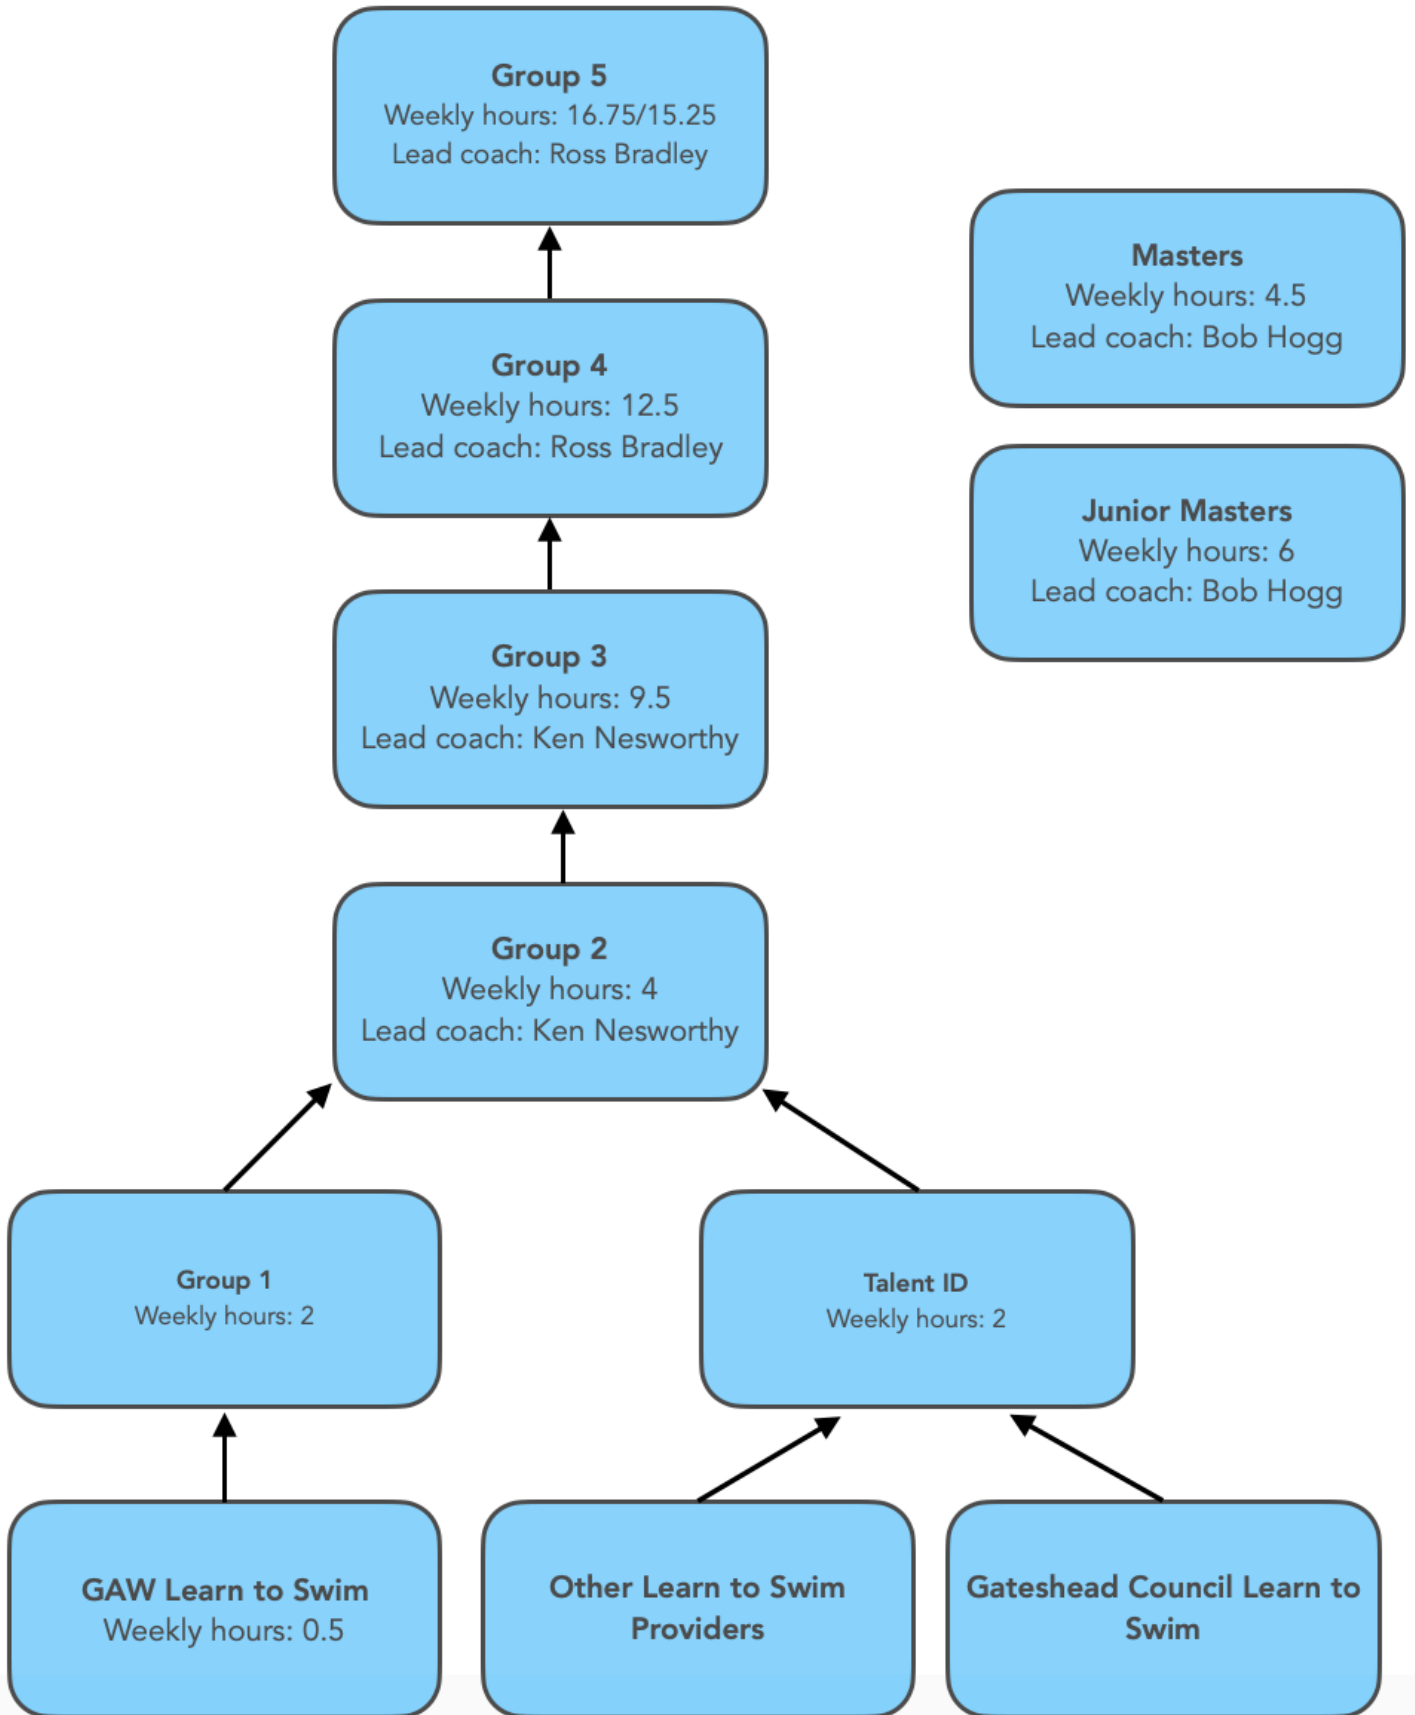 Group 5
Weekly hours: 16.75/15.25
Lead coach: Ross Bradley
Masters
Weekly hours: 4.5
Lead coach: Bob Hogg
Group 4
Weekly hours: 12.5
Lead coach: Ross Bradley
Junior Masters
Weekly hours: 6
Lead coach: Bob Hogg
Group 3
Weekly hours: 9.5
Lead coach: Ken Nesworthy
Group 2
Weekly hours: 4
Lead coach: Ken Nesworthy
Group 1
Weekly hours: 2
Talent ID
Weekly hours: 2
GAW Learn to Swim
Weekly hours: 0.5
Other Learn to Swim
Providers
Gateshead Council Learn to
Swim